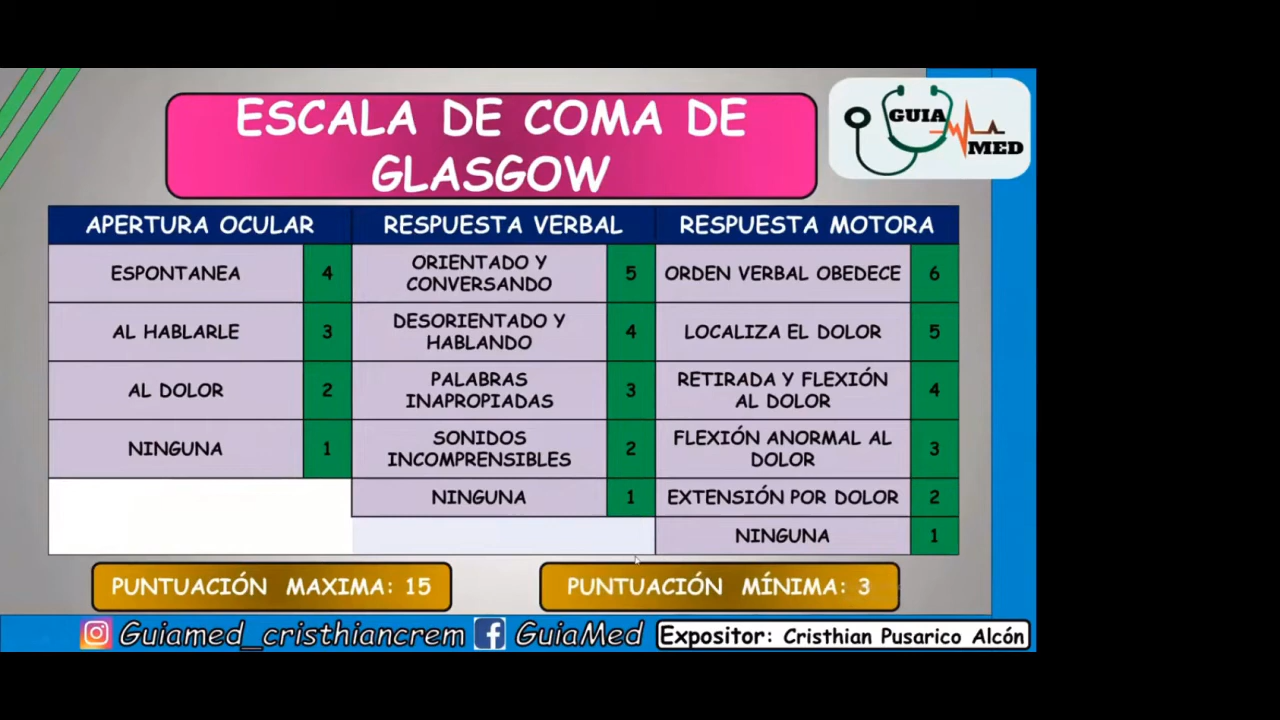 ESCALA DE COMA DE
GLASGOW
GUIA
MED
APERTURA OCULAR RESPUESTA VERBAL RESPUESTA MOTORA
ESPONTANEA 4 ORIENTADO Y CONVERSANDO 5 ORDEN VERBAL OBEDECE 6
AL HABLARLE 3 DESORIENTADO Y HABLANDO 4 LOCALIZA EL DOLOR 5
AL DOLOR 2 PALABRAS INAPROPIADAS 3 RETIRADA Y FLEXIÓN AL DOLOR 4
NINGUNA 1 SONIDOS INCOMPRENSIBLES 2 FLEXIÓN ANORMAL AL DOLOR 3
NINGUNA 1 EXTENSIÓN POR DOLOR 2
NINGUNA 1
PUNTUACIÓN MAXIMA: 15 PUNTUACIÓN MÍNIMA: 3
Guiamed_cristhiancrem GuiaMed Expositor: Cristhian Pusarico Alcón